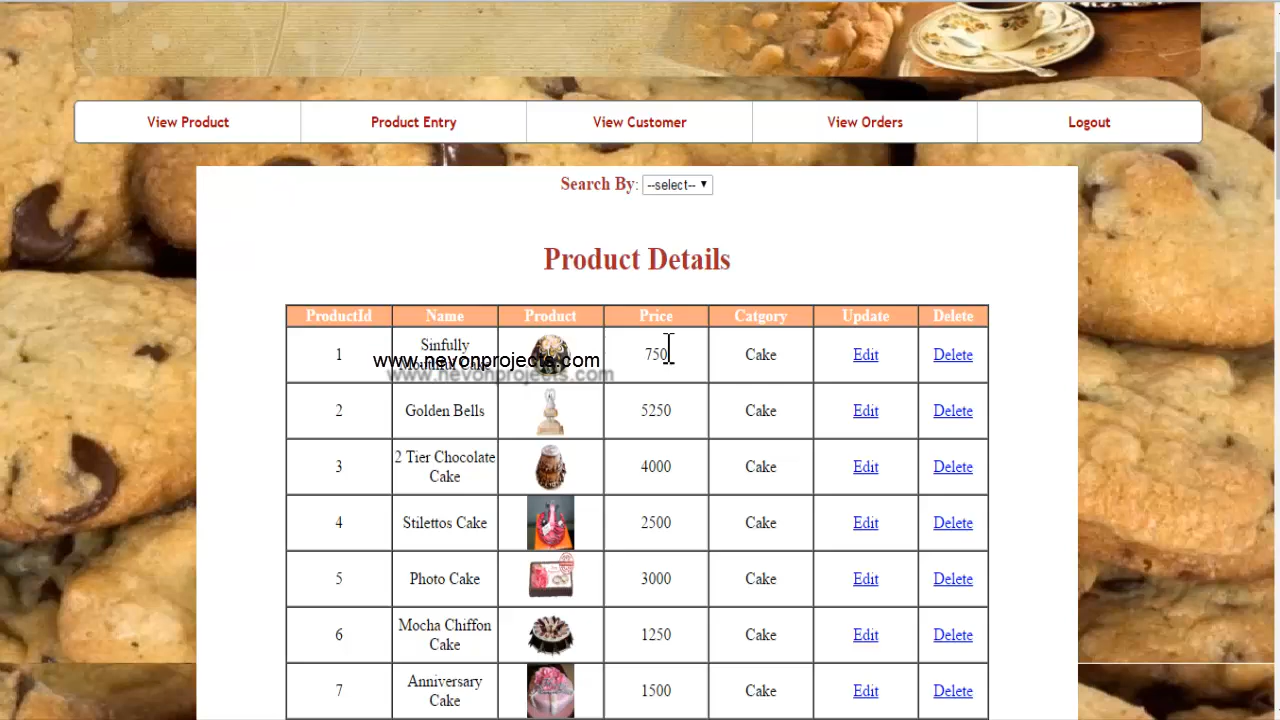 View Product Product Entry View Customer View Orders Logout
Search By: --select--
Product Details
ProductId Name Product Price Catgory Update Delete
1 Sinfully 750 Cake Edit Delete
www.nevonprojects.com
www.nevonprojects.com
2 Golden Bells 5250 Cake Edit Delete
3 2 Tier Chocolate Cake 4000 Cake Edit Delete
4 Stilettos Cake 2500 Cake Edit Delete
5 Photo Cake 3000 Cake Edit Delete
6 Mocha Chiffon Cake 1250 Cake Edit Delete
7 Anniversary Cake 1500 Cake Edit Delete